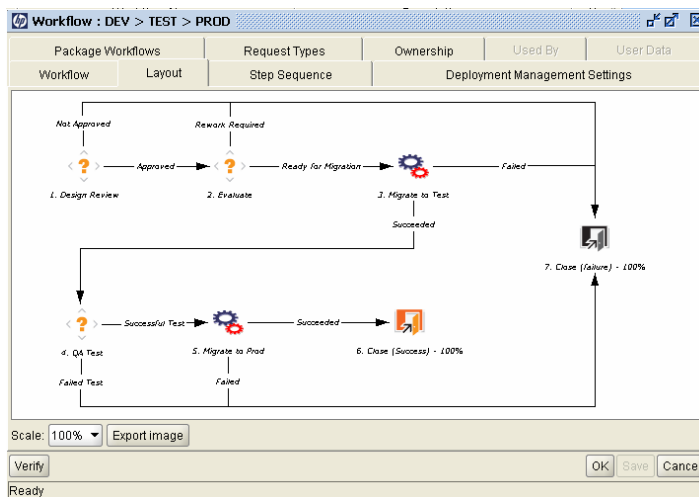 Workflow : DEV > TEST > PROD
Package Workflows Request Types Ownership Used By User Data
Workflow Layout Step Sequence Deployment Management Settings
Not Approved Rework Required
Approved Ready for Migration Failed
1. Design Review 2. Evaluate 3. Migrate to Test
Succeeded
7. Close (failure) - 100%
Successful Test Succeeded
4. QA Test 5. Migrate to Prod 6. Close (Success) - 100%
Failed Test Failed
Scale: 100% Export image
Verify OK Save Cance
Ready